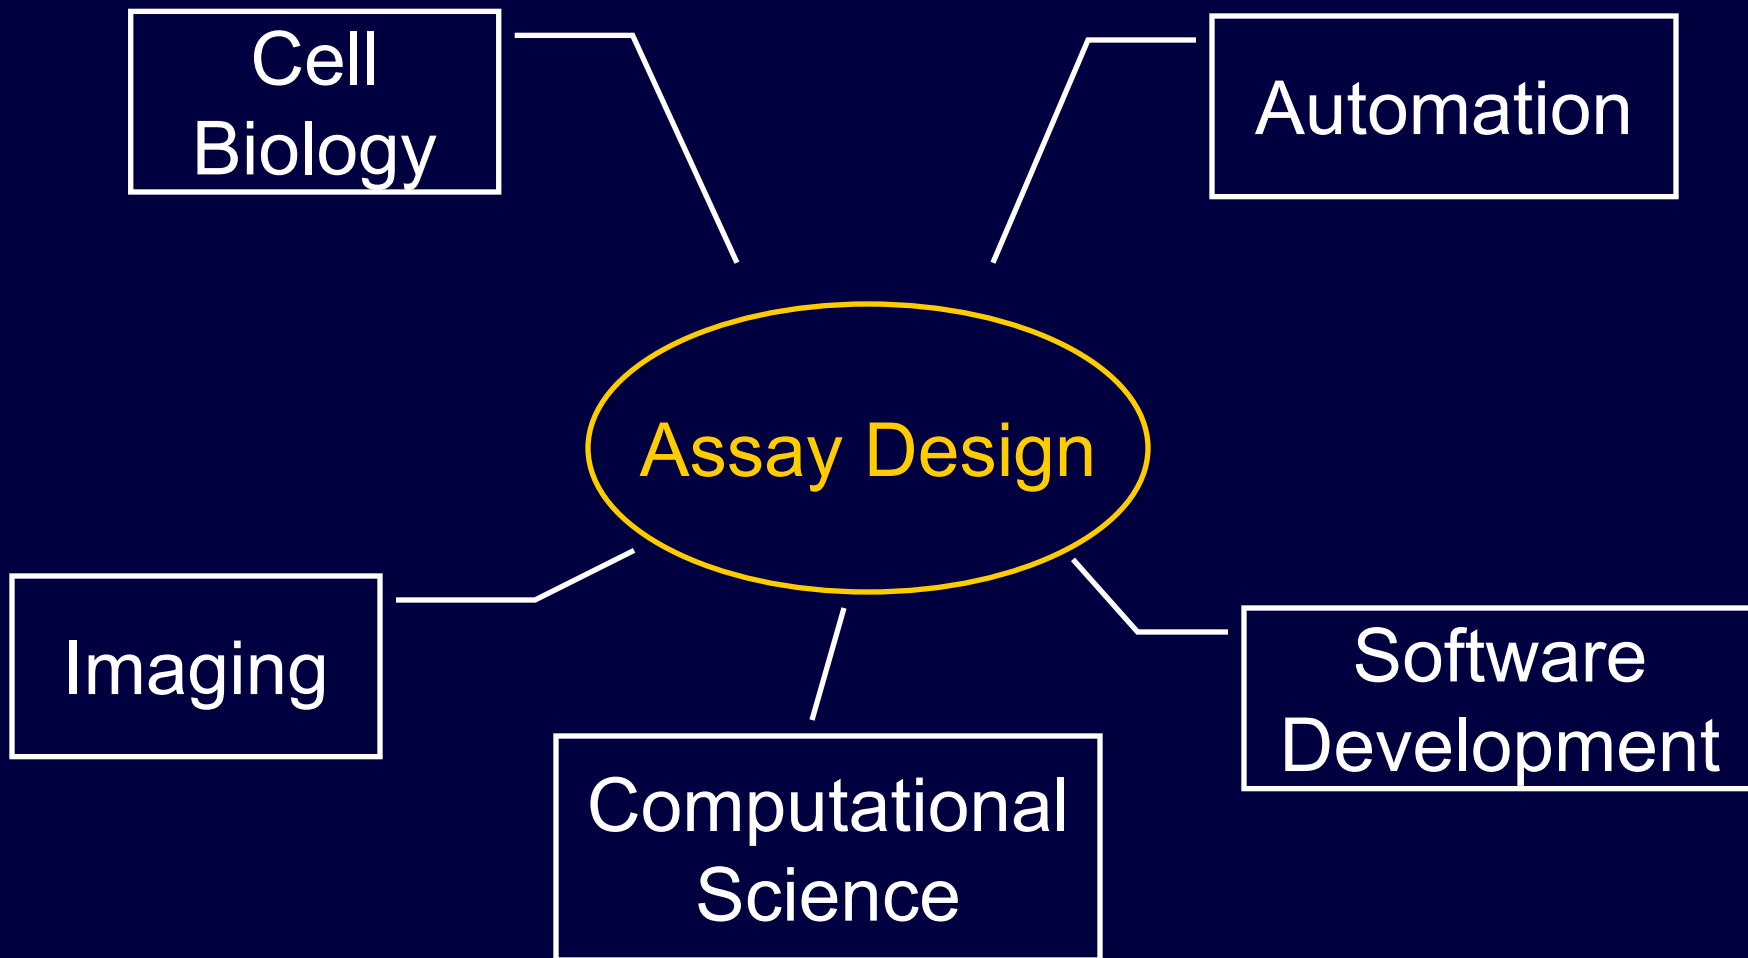 Cell
Biology
Automation
Assay Design
Imaging
Software
Development
Computational
Science